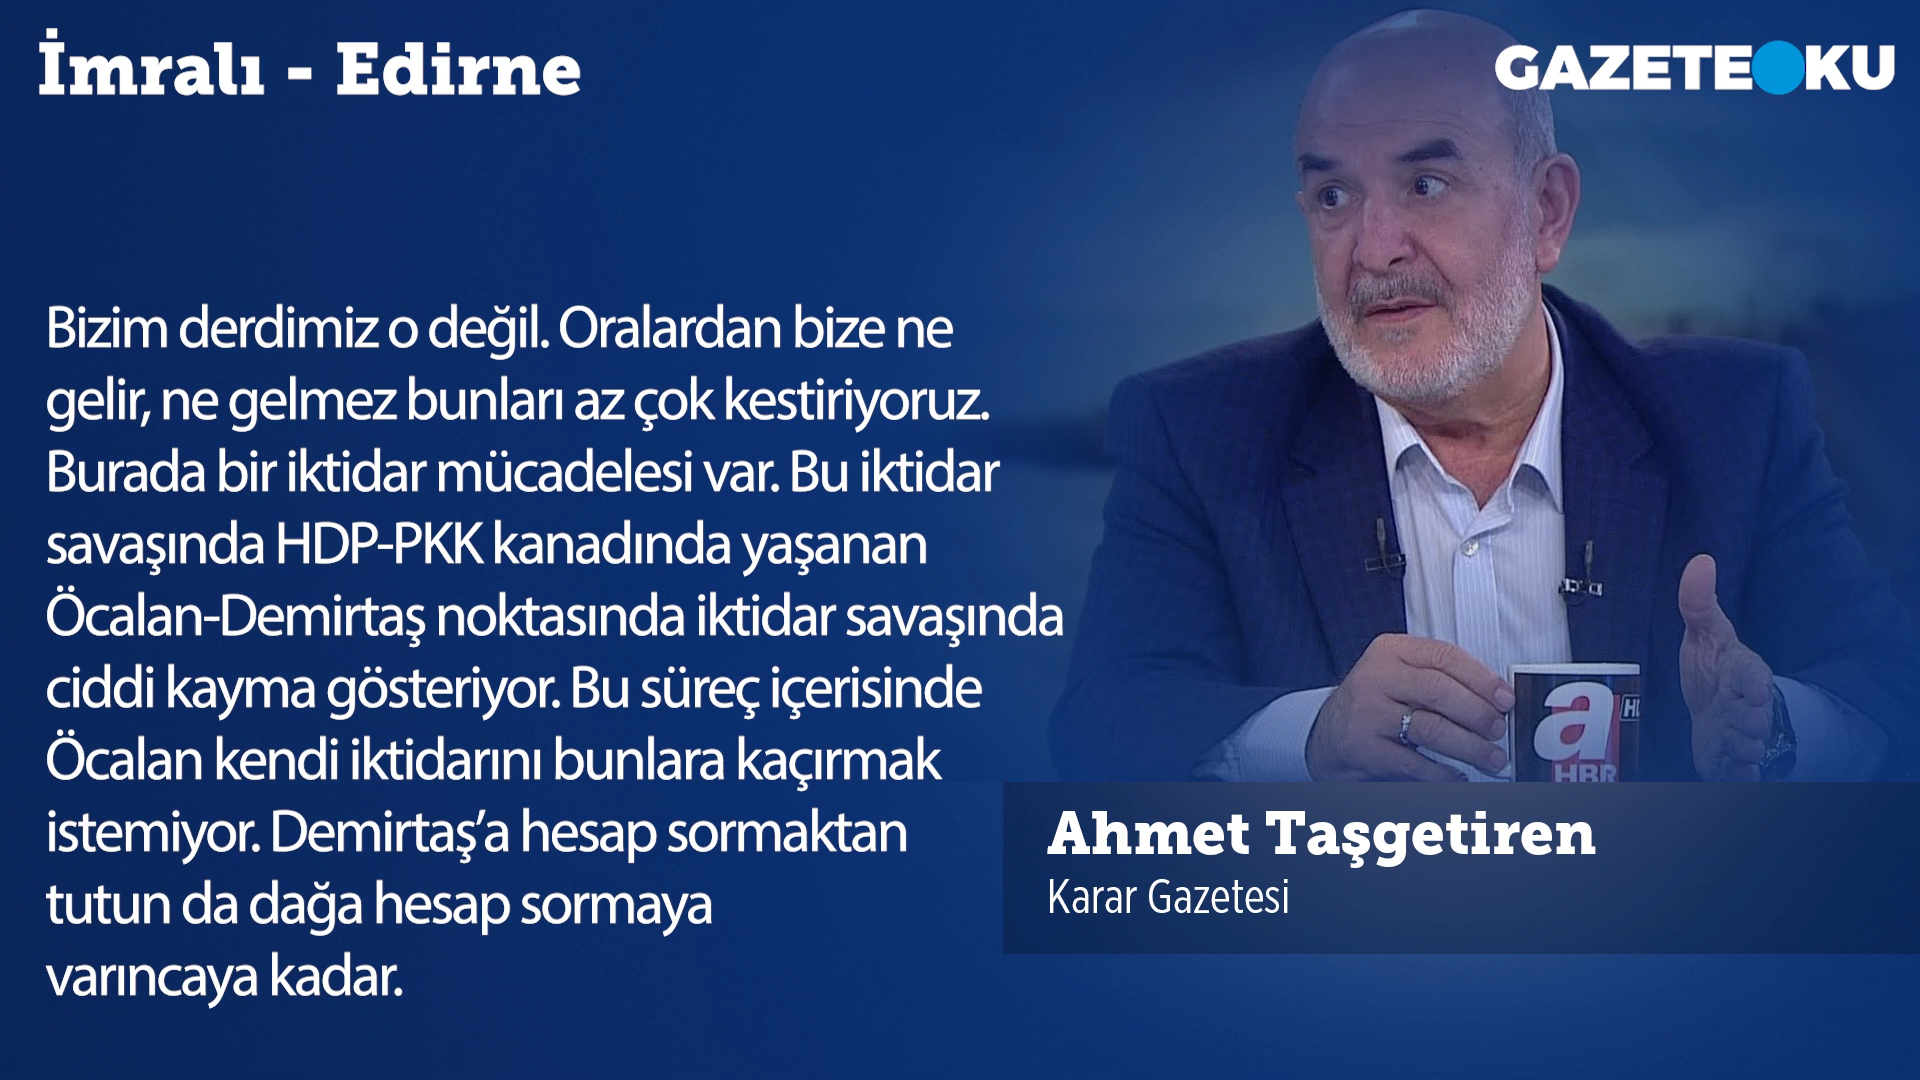 İmralı - Edirne
GAZETE KU
Bizim derdimiz o değil. Oralardan bize ne
gelir, ne gelmez bunları az çok kestiriyoruz.
Burada bir iktidar mücadelesi var. Bu iktidar
savaşında HDP-PKK kanadında yaşanan
Öcalan-Demirtaş noktasında iktidar savaşında
ciddi kayma gösteriyor. Bu süreç içerisinde
Öcalan kendi iktidarını bunlara kaçırmak
istemiyor. Demirtaş’a hesap sormaktan
tutun da dağa hesap sormaya
varıncaya kadar.
a
HBR
Ahmet Taşgetiren
Karar Gazetesi